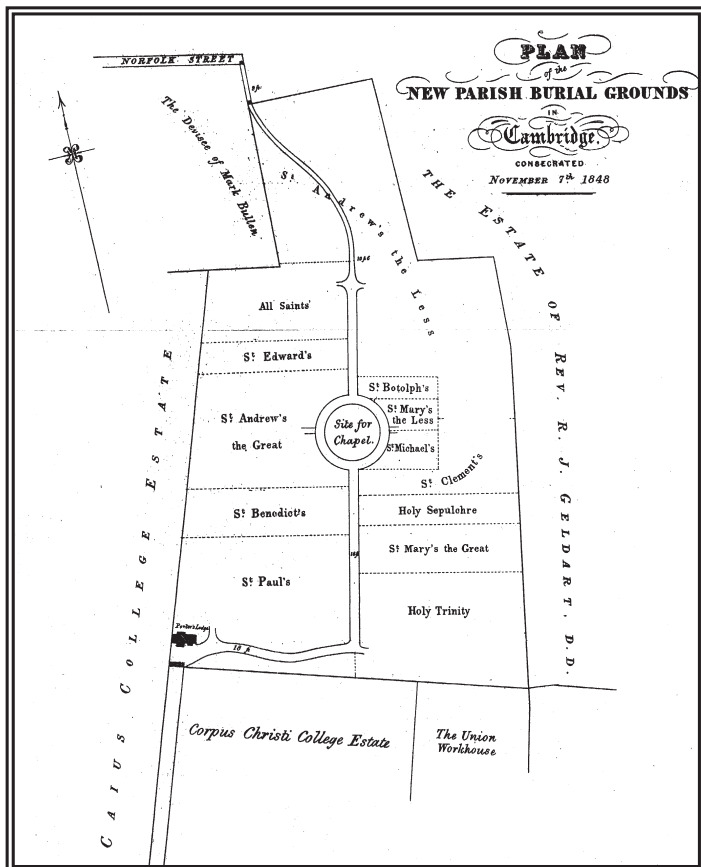 PLAN
of the
NEW PARISH BURIAL GROUNDS
IN
Cambridge.
CONSECRATED
NOVEMBER 7th 1848
NORFOLK STREET
The Devisee of Mark Bullen
St. Andrew's the Less
THE ESTATE OF REV. R. J. GELDART, D.D.
All Saints'
St. Edward's
St. Botolph's
St. Mary's
the Less
St. Andrew's
the Great
Site for
Chapel.
St. Michael's
St. Clement's
St. Benedict's
Holy Sepulchre
St. Mary's the Great
St. Paul's
Holy Trinity
Porter's Lodge
18 ft
CAIUS COLLEGE ESTATE
Corpus Christi College Estate
The Union
Workhouse